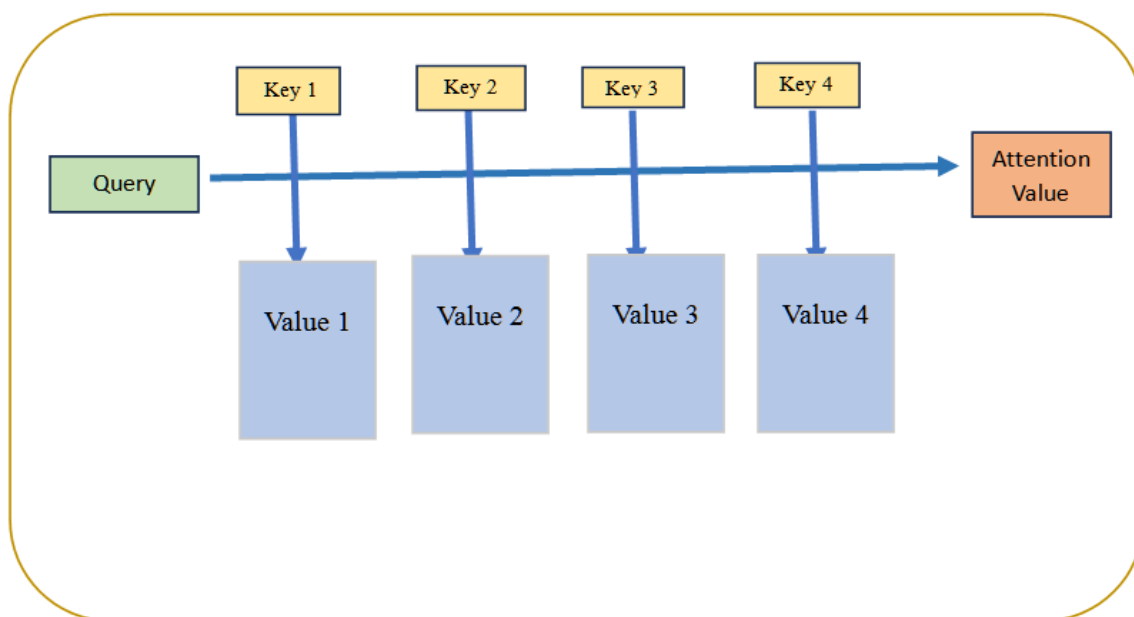 Key 1
Key 2
Key 3
Key 4
Query
Attention
Value
Value 1
Value 2
Value 3
Value 4